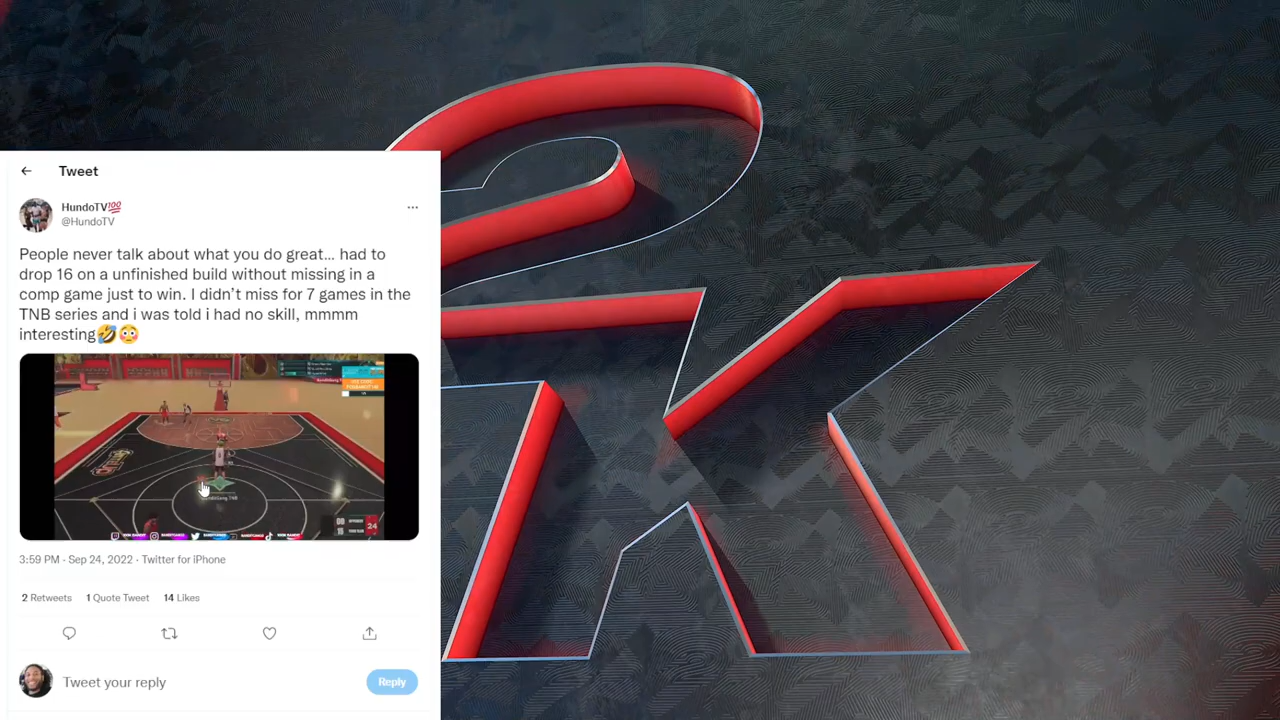 2K
Tweet
HundoTV💯
@HundoTV
People never talk about what you do great... had to
drop 16 on a unfinished build without missing in a
comp game just to win. I didn't miss for 7 games in the
TNB series and i was told i had no skill, mmmm
interesting🤣😳
24
3:59 PM · Sep 24, 2022 · Twitter for iPhone
2 Retweets 1 Quote Tweet 14 Likes
Tweet your reply
Reply